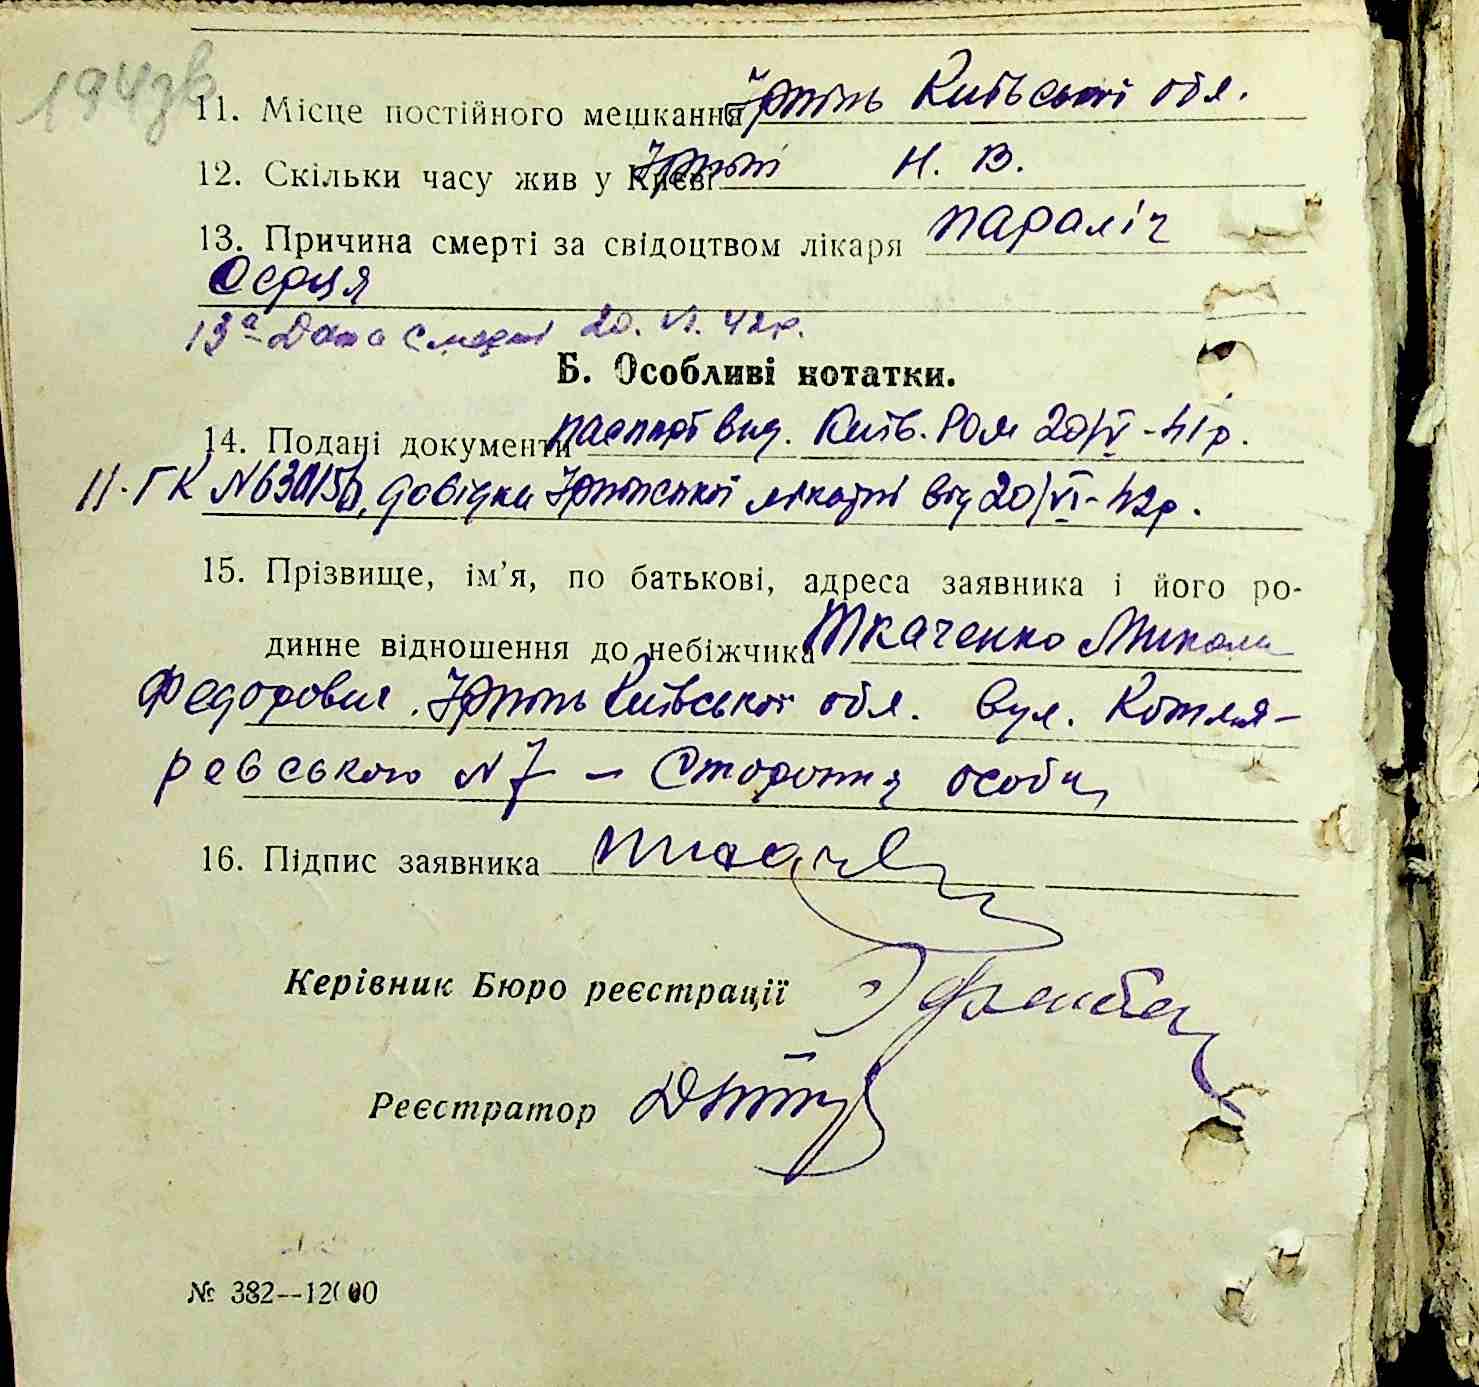 11. Місце постійного мешкання Ірпінь Київської обл.
12. Скільки часу жив у Києві Ірпіні Н. В.
13. Причина смерті за свідоцтвом лікаря параліч
серця
13а Дата смерті 20. VI. 42р.
Б. Особливі нотатки.
14. Подані документи паспорт вид. Київ. РОМ 20/V-41р.
II-ГК №630156, довідка Ірпінської лікарні від 20/VI-42р.
15. Прізвище, ім’я, по батькові, адреса заявника і його ро-
динне відношення до небіжчика Ткаченко Микола
Федорович. Ірпінь Київської обл. вул. Котля-
ревського №7 – Стороння особа
16. Підпис заявника
Керівник Бюро реєстрації
Реєстратор
№ 382--12000